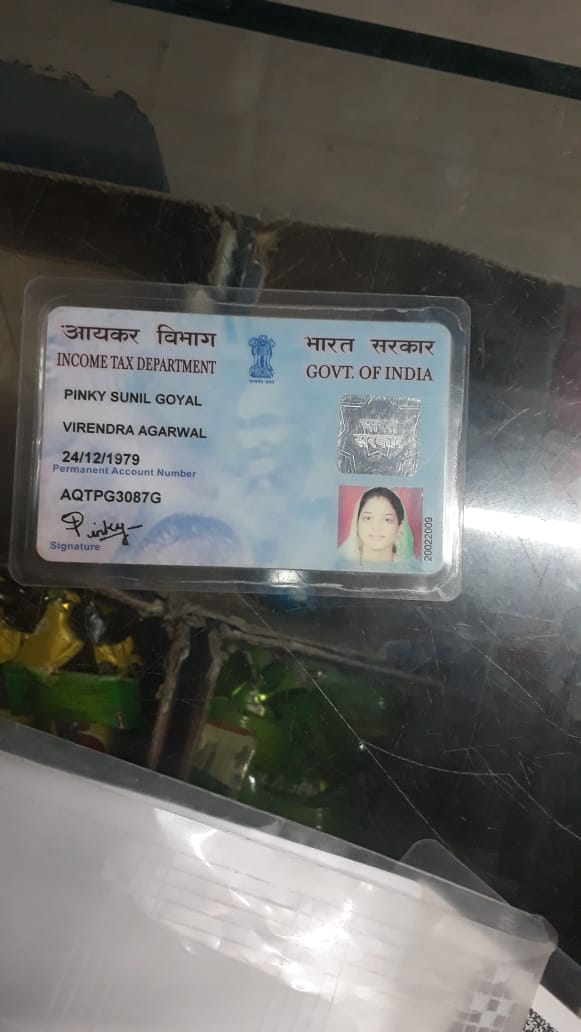 आयकर विभाग
INCOME TAX DEPARTMENT
भारत सरकार
GOVT. OF INDIA
PINKY SUNIL GOYAL
VIRENDRA AGARWAL
24/12/1979
Permanent Account Number
AQTPG3087G
Pinky
Signature
भारत
सरकार
20022009